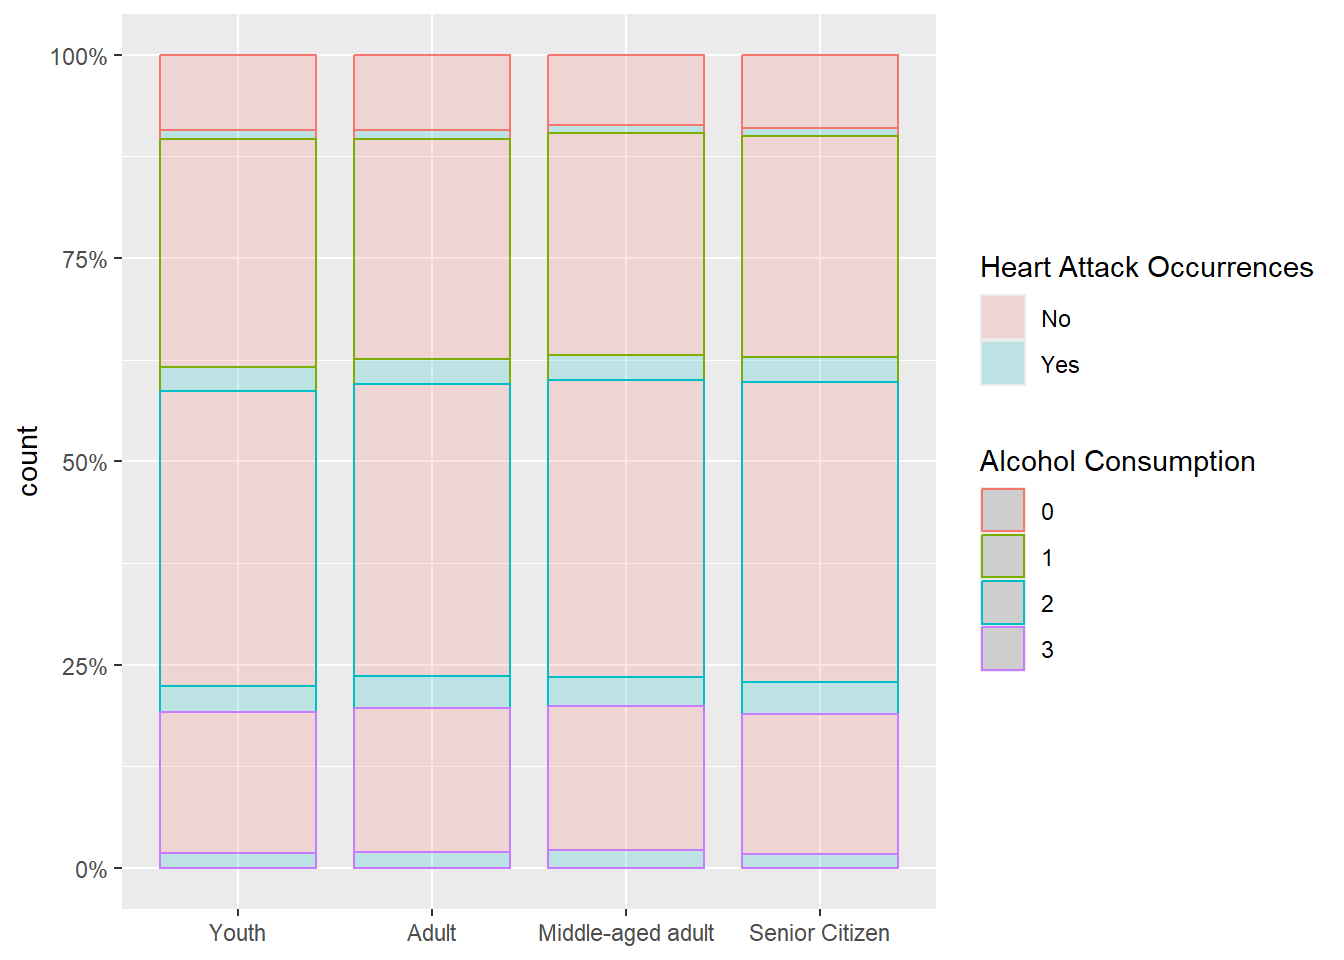 100%
75%
50%
25%
0%
count
Youth
Adult
Middle-aged adult
Senior Citizen
Heart Attack Occurrences
No
Yes
Alcohol Consumption
0
1
2
3